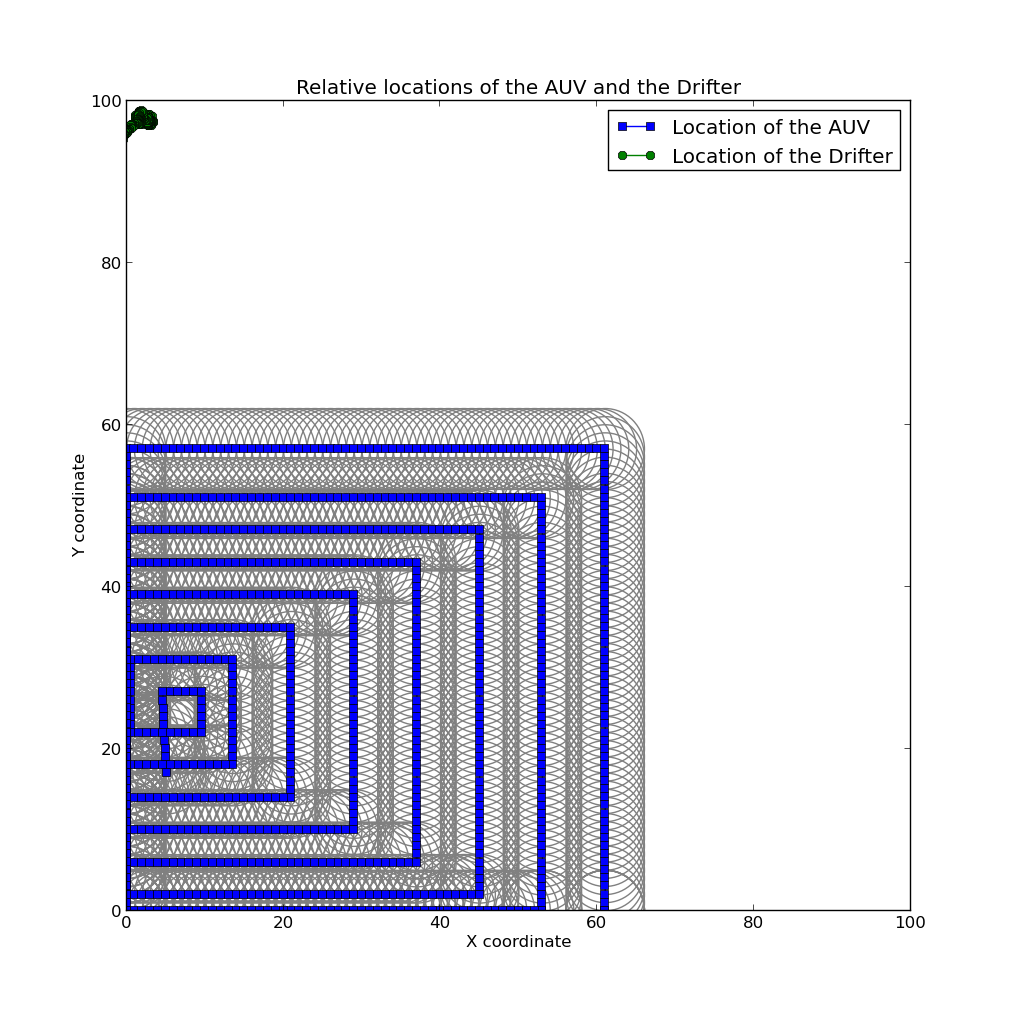 Relative locations of the AUV and the Drifter
Location of the AUV
Location of the Drifter
100
80
60
40
20
0
Y coordinate
0 20 40 60 80 100
X coordinate